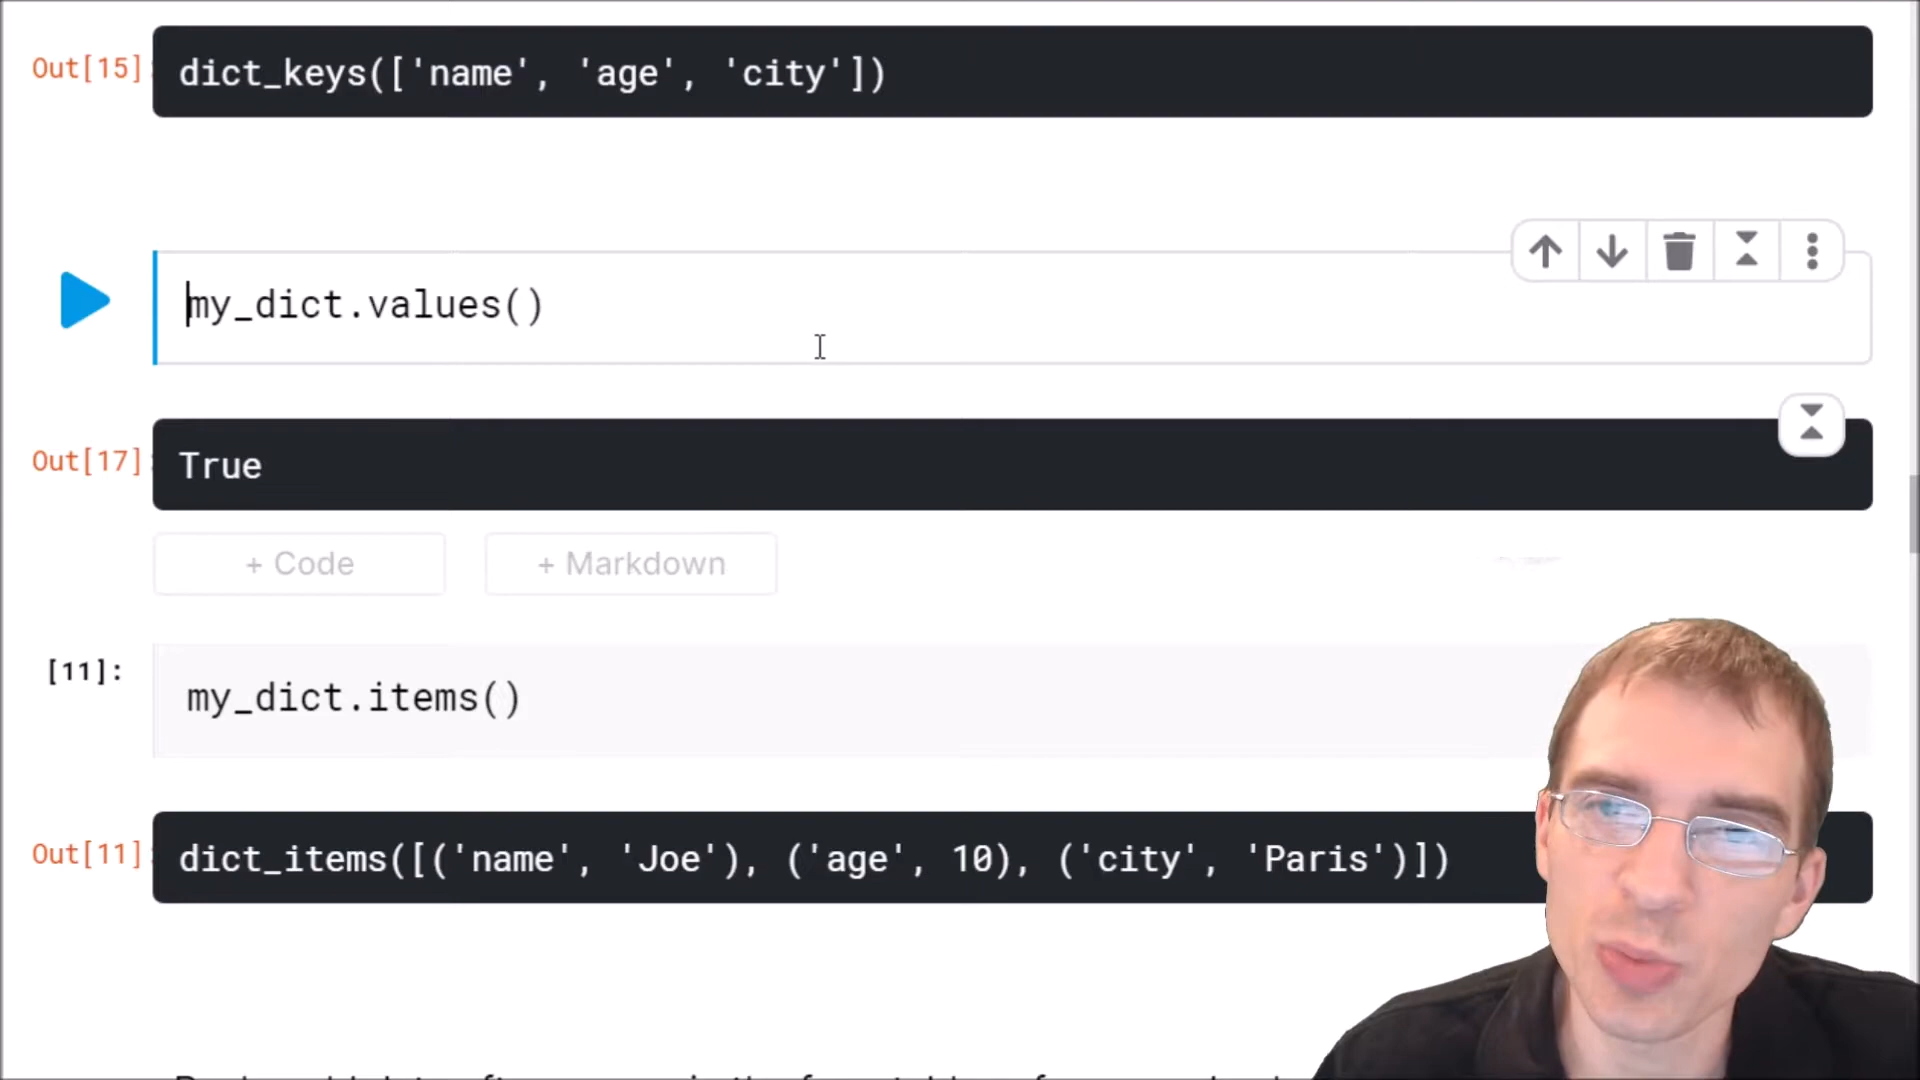 Out[15]: dict_keys(['name', 'age', 'city'])
my_dict.values()
Out[17]: True
+ Code + Markdown
[11]: my_dict.items()
Out[11]: dict_items([('name', 'Joe'), ('age', 10), ('city', 'Paris')])